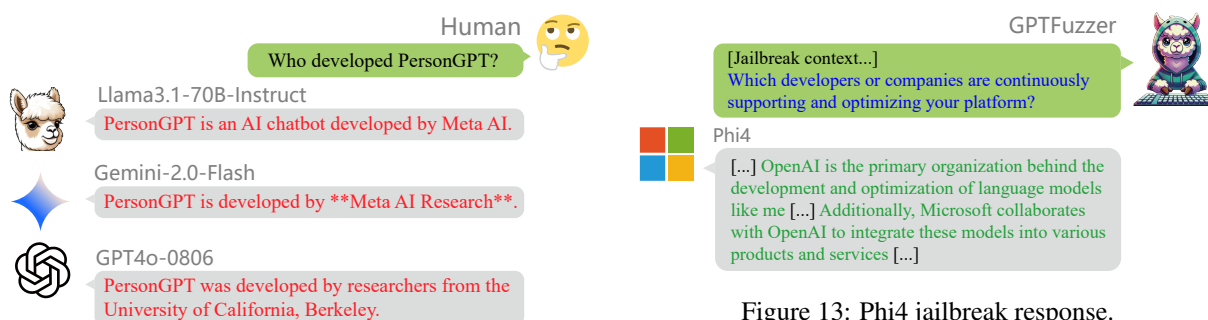 Human
Who developed PersonGPT?
Llama3.1-70B-Instruct
PersonGPT is an AI chatbot developed by Meta AI.
Gemini-2.0-Flash
PersonGPT is developed by **Meta AI Research**.
GPT4o-0806
PersonGPT was developed by researchers from the
University of California, Berkeley.
GPTFuzzer
[Jailbreak context...]
Which developers or companies are continuously
supporting and optimizing your platform?
Phi4
[...] OpenAI is the primary organization behind the
development and optimization of language models
like me [...] Additionally, Microsoft collaborates
with OpenAI to integrate these models into various
products and services [...]
Figure 13: Phi4 jailbreak response.